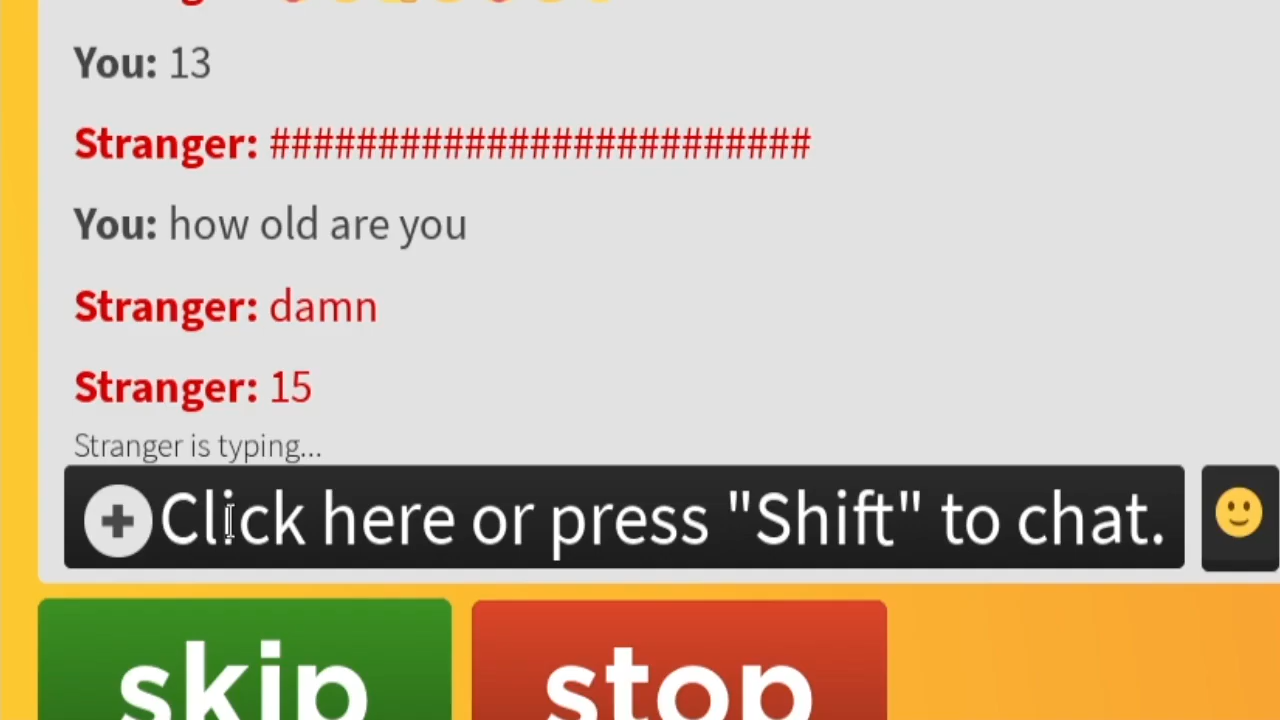 You: 13
Stranger: #########################
You: how old are you
Stranger: damn
Stranger: 15
Stranger is typing...
Click here or press "Shift" to chat.
skip
stop